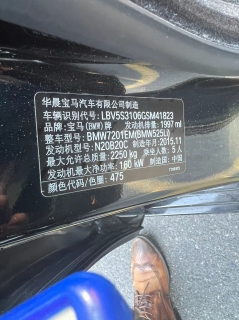 华晨宝马汽车有限公司制造
车辆识别代号: LBV5S3106GSM41823
品牌: 宝马(BMW)牌 发动机排量: 1997 ml
整车型号: BMW7201EM(BMW525Li)
发动机型号: N20B20C 制造年月: 2015.11
最大允许总质量: 2250 kg 乘坐人数: 5 人
发动机最大净功率: 160 kW 制造国: 中国
颜色代码/色厘: 475